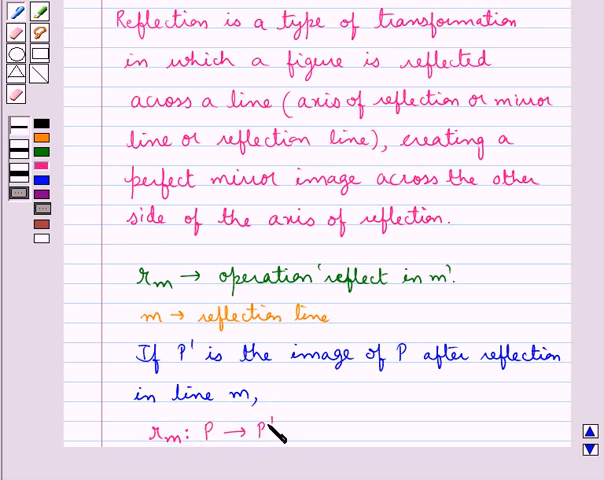 Reflection is a type of transformation
in which a figure is reflected
across a line (axis of reflection or mirror
line or reflection line), creating a
perfect mirror image across the other
side of the axis of reflection.
rₘ → operation 'reflect in m'.
m → reflection line
If P' is the image of P after reflection
in line m,
rₘ: P → P'